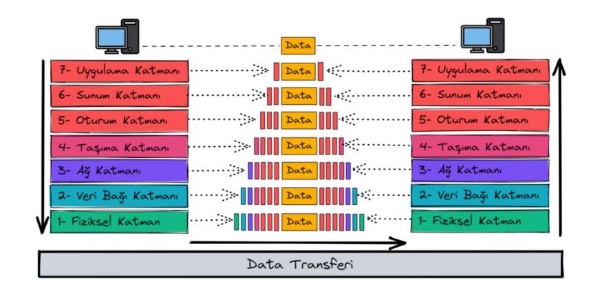 Data
7- Uygulama Katmanı Data 7- Uygulama Katmanı
6- Sunum Katmanı Data 6- Sunum Katmanı
5- Oturum Katmanı Data 5- Oturum Katmanı
4- Taşıma Katmanı Data 4- Taşıma Katmanı
3- Ağ Katmanı Data 3- Ağ Katmanı
2- Veri Bağı Katmanı Data 2- Veri Bağı Katmanı
1- Fiziksel Katman Data 1- Fiziksel Katman
Data Transferi